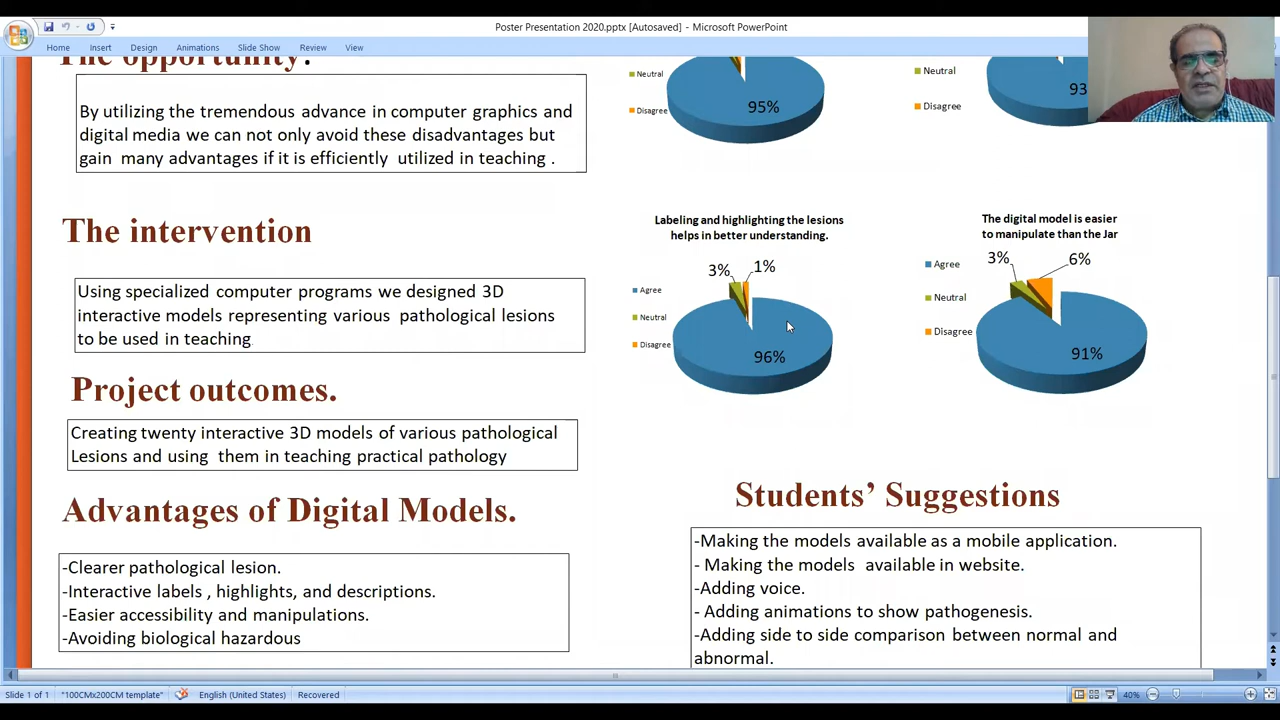 Poster Presentation 2020.pptx [Autosaved] - Microsoft PowerPoint
Home Insert Design Animations Slide Show Review View
The opportunity.
By utilizing the tremendous advance in computer graphics and
digital media we can not only avoid these disadvantages but
gain many advantages if it is efficiently utilized in teaching .
The intervention
Using specialized computer programs we designed 3D
interactive models representing various pathological lesions
to be used in teaching.
Project outcomes.
Creating twenty interactive 3D models of various pathological
Lesions and using them in teaching practical pathology
Advantages of Digital Models.
-Clearer pathological lesion.
-Interactive labels , highlights, and descriptions.
-Easier accessibility and manipulations.
-Avoiding biological hazardous
Neutral
Disagree
95%
Neutral
Disagree
93
Labeling and highlighting the lesions
helps in better understanding.
3% 1%
Agree
Neutral
Disagree
96%
The digital model is easier
to manipulate than the Jar
3% 6%
Agree
Neutral
Disagree
91%
Students’ Suggestions
-Making the models available as a mobile application.
- Making the models available in website.
-Adding voice.
- Adding animations to show pathogenesis.
-Adding side to side comparison between normal and
abnormal.
Slide 1 of 1 "100CMx200CM template" English (United States) Recovered 40%